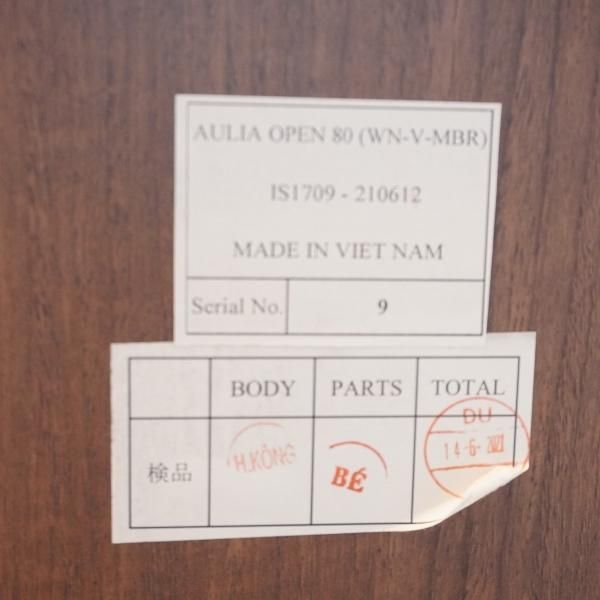 AULIA OPEN 80 (WN-V-MBR)
IS1709 - 210612
MADE IN VIET NAM
Serial No. 9
BODY PARTS TOTAL
検品 H.KÔNG BÉ DU 14-6-2021